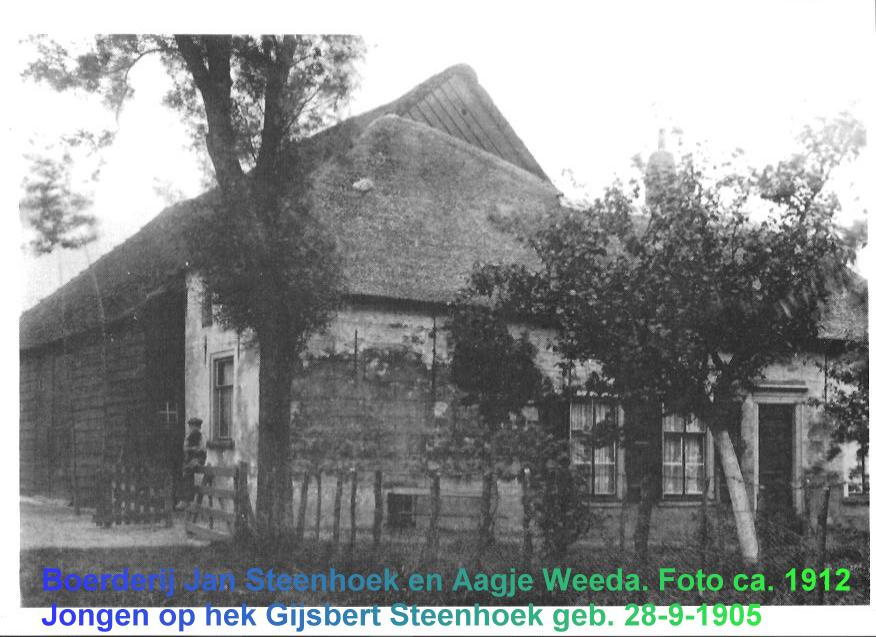 Boerderij Jan Steenhoek en Aagje Weeda. Foto ca. 1912
Jongen op hek Gijsbert Steenhoek geb. 28-9-1905